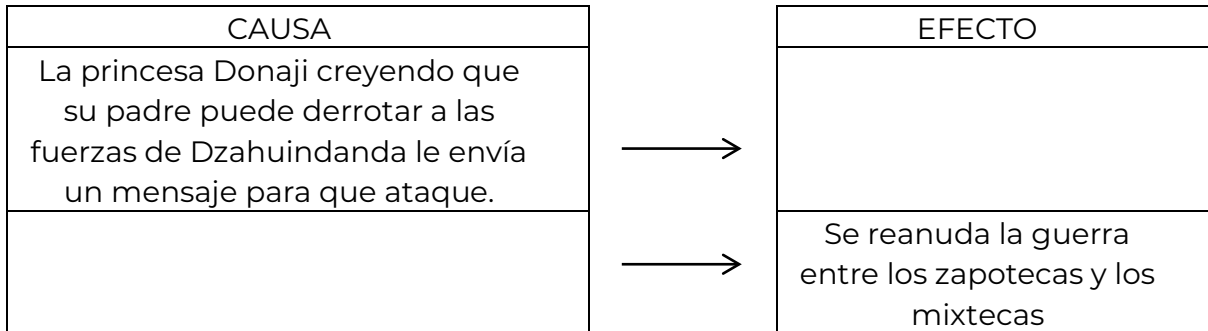 CAUSA
EFECTO
La princesa Donaji creyendo que
su padre puede derrotar a las
fuerzas de Dzahuindanda le envía
un mensaje para que ataque.
Se reanuda la guerra
entre los zapotecas y los
mixtecas